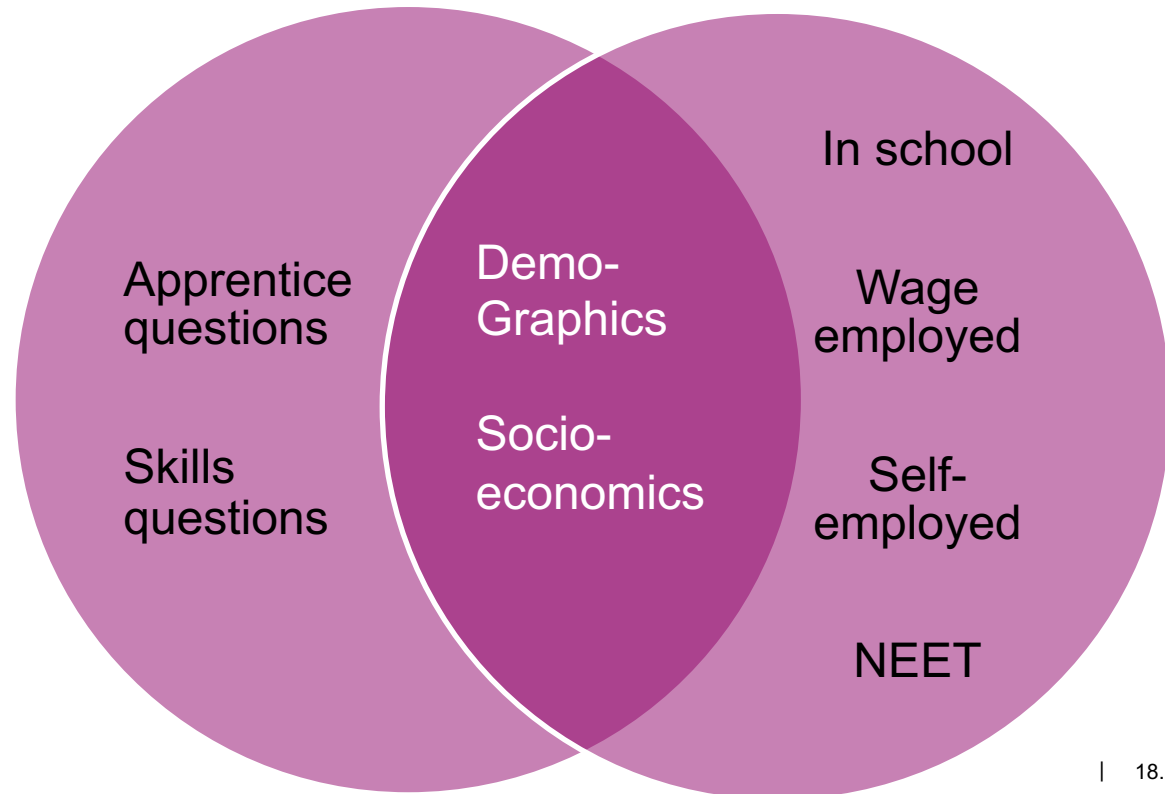 Apprentice
questions
Skills
questions
Demo-
Graphics
Socio-
economics
In school
Wage
employed
Self-
employed
NEET
| 18.